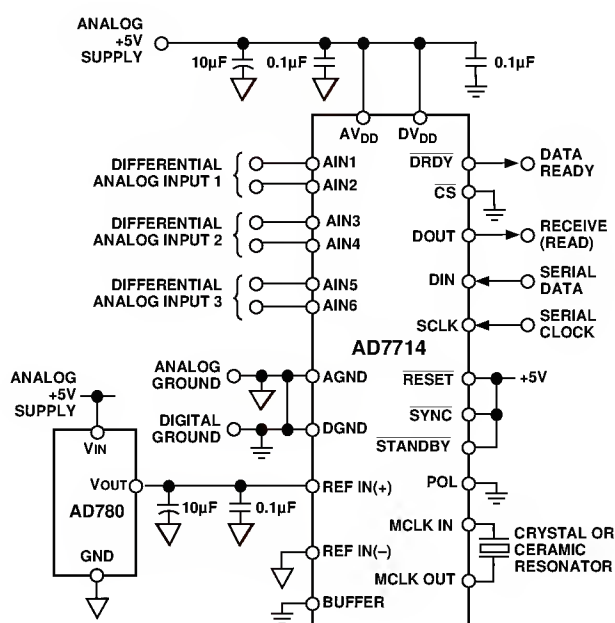 ANALOG
+5V
SUPPLY
10µF
0.1µF
0.1µF
AVDD
DVDD
DIFFERENTIAL
ANALOG INPUT 1
AIN1
AIN2
DRDY
DATA
READY
CS
DIFFERENTIAL
ANALOG INPUT 2
AIN3
AIN4
DOUT
RECEIVE
(READ)
DIFFERENTIAL
ANALOG INPUT 3
AIN5
AIN6
DIN
SERIAL
DATA
SCLK
SERIAL
CLOCK
AD7714
ANALOG
GROUND
AGND
RESET
+5V
ANALOG
+5V
SUPPLY
DIGITAL
GROUND
DGND
SYNC
STANDBY
VIN
VOUT
AD780
GND
10µF
0.1µF
REF IN(+)
POL
REF IN(–)
MCLK IN
MCLK OUT
CRYSTAL OR
CERAMIC
RESONATOR
BUFFER